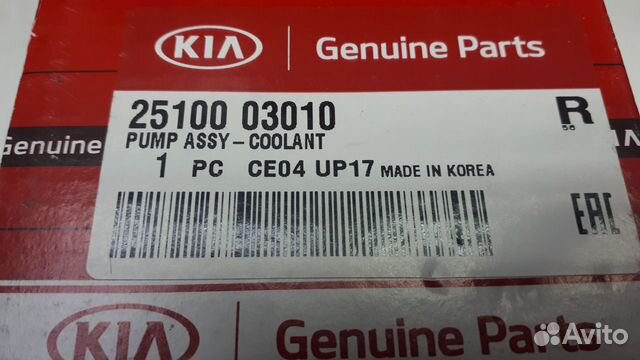 KIA Genuine Parts
25100 03010
R
56
PUMP ASSY-COOLANT
1 PC CE04 UP17 MADE IN KOREA
Genuine
EAC
KIA Genuine Parts
Avito